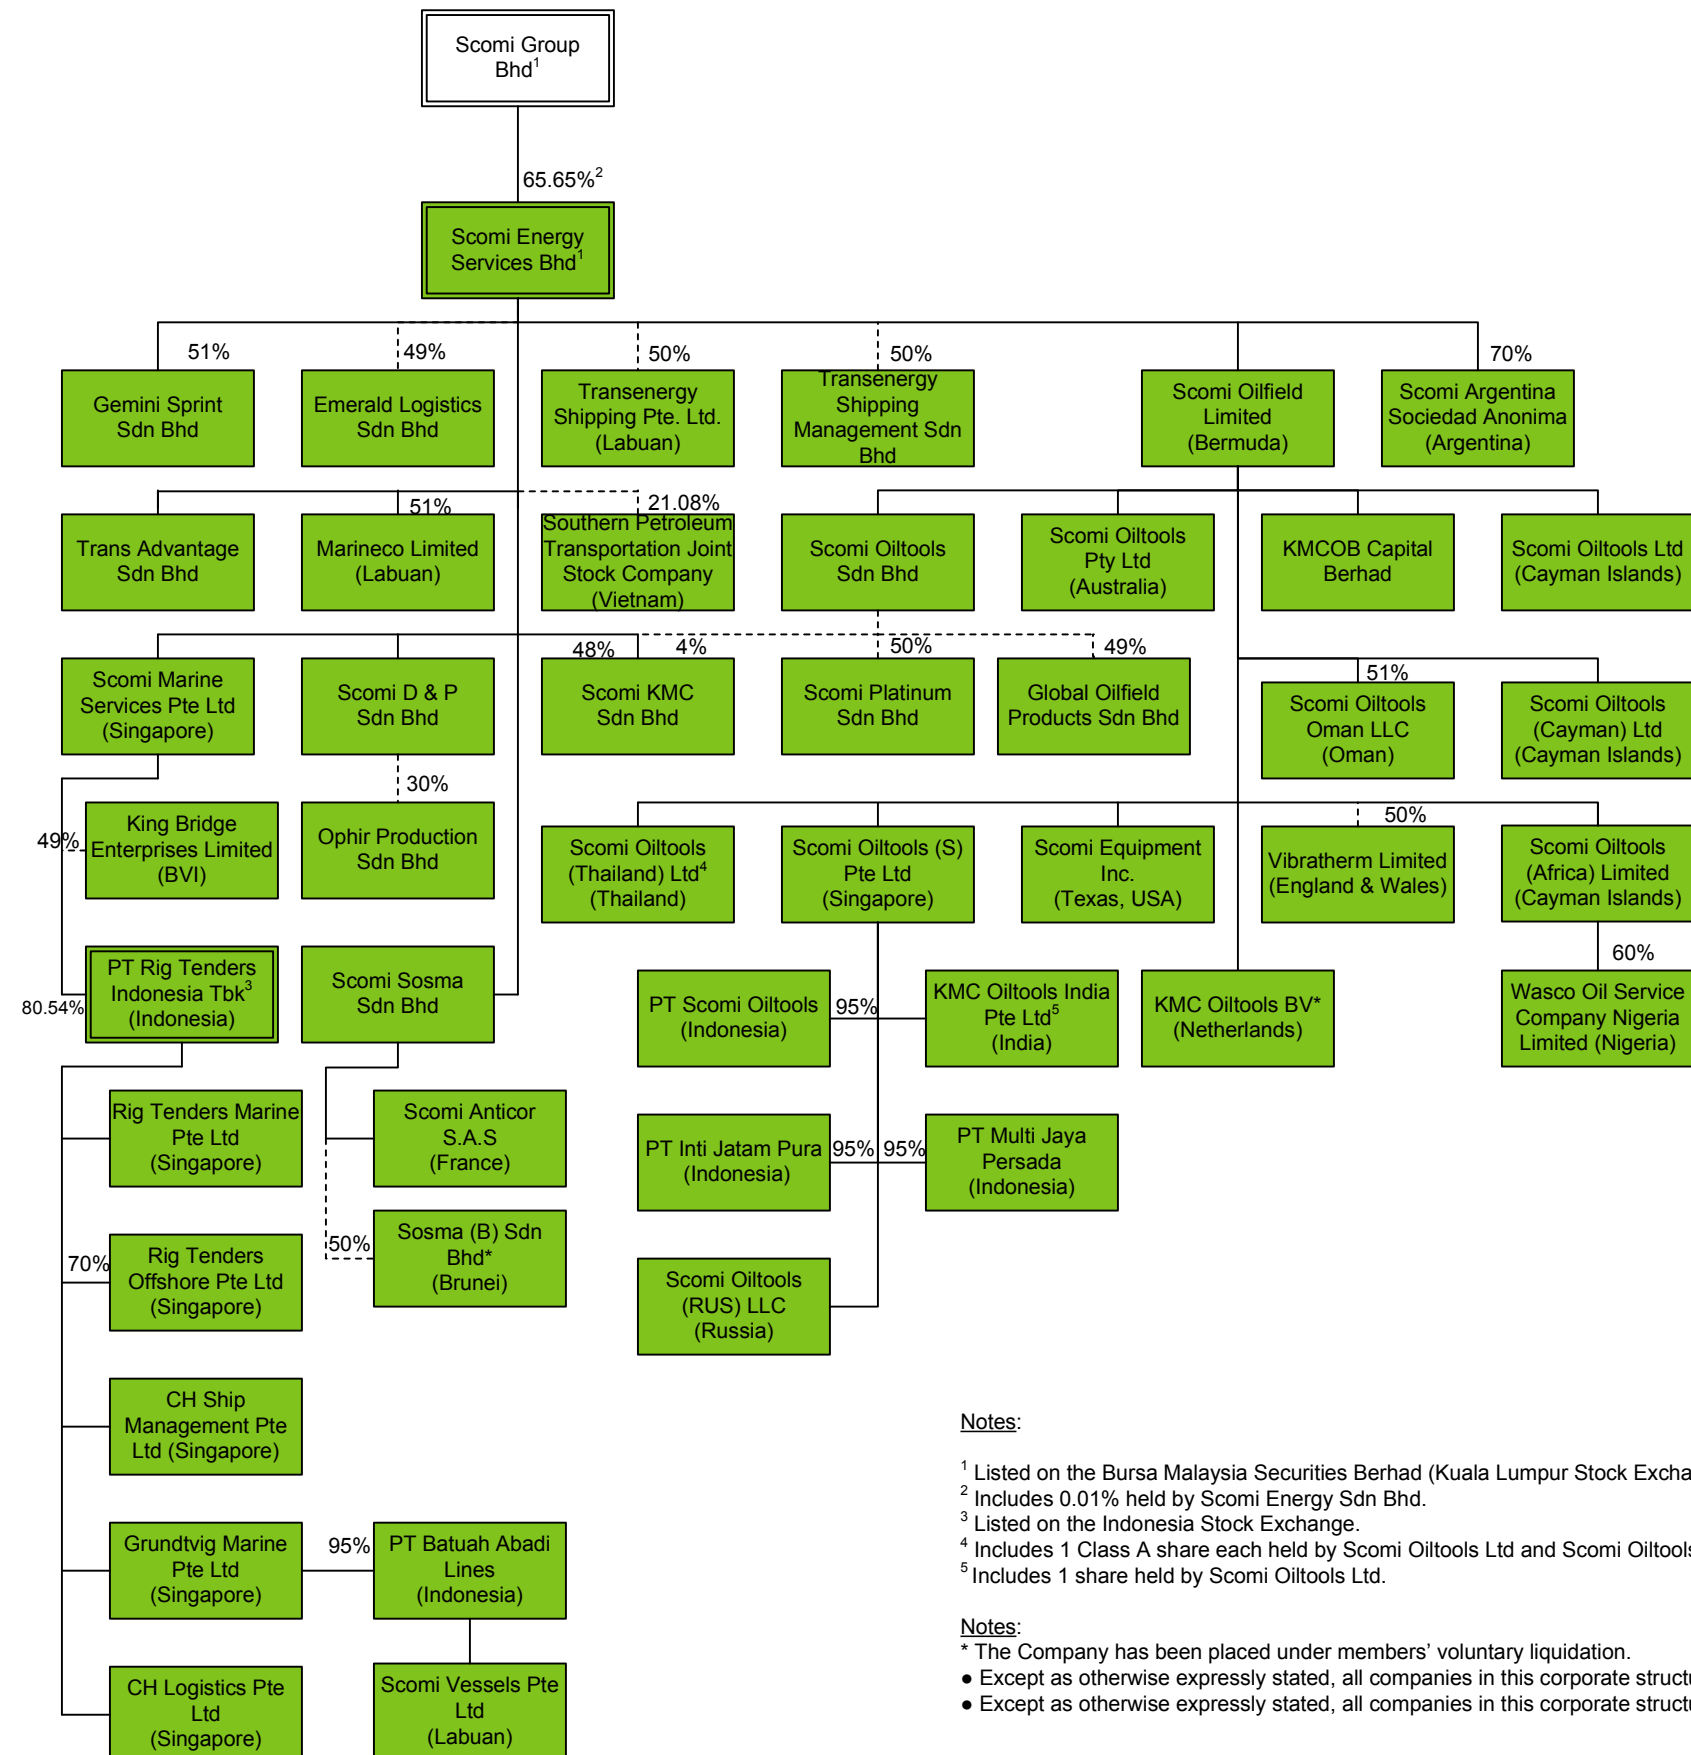 Scomi Group
Bhd1
65.65%2
Scomi Energy
Services Bhd1
51%
49%
50%
50%
70%
Gemini Sprint
Sdn Bhd
Emerald Logistics
Sdn Bhd
Transenergy
Shipping Pte. Ltd.
(Labuan)
Transenergy
Shipping
Management Sdn
Bhd
Scomi Oilfield
Limited
(Bermuda)
Scomi Argentina
Sociedad Anonima
(Argentina)
51%
21.08%
Trans Advantage
Sdn Bhd
Marineco Limited
(Labuan)
Southern Petroleum
Transportation Joint
Stock Company
(Vietnam)
Scomi Oiltools
Sdn Bhd
Scomi Oiltools
Pty Ltd
(Australia)
KMCOB Capital
Berhad
Scomi Oiltools Ltd
(Cayman Islands)
48%
4%
50%
49%
51%
Scomi Marine
Services Pte Ltd
(Singapore)
Scomi D & P
Sdn Bhd
Scomi KMC
Sdn Bhd
Scomi Platinum
Sdn Bhd
Global Oilfield
Products Sdn Bhd
Scomi Oiltools
Oman LLC
(Oman)
Scomi Oiltools
(Cayman) Ltd
(Cayman Islands)
30%
50%
49%
King Bridge
Enterprises Limited
(BVI)
Ophir Production
Sdn Bhd
Scomi Oiltools
(Thailand) Ltd4
(Thailand)
Scomi Oiltools (S)
Pte Ltd
(Singapore)
Scomi Equipment
Inc.
(Texas, USA)
Vibratherm Limited
(England & Wales)
Scomi Oiltools
(Africa) Limited
(Cayman Islands)
60%
80.54%
PT Rig Tenders
Indonesia Tbk3
(Indonesia)
Scomi Sosma
Sdn Bhd
PT Scomi Oiltools
(Indonesia)
95%
KMC Oiltools India
Pte Ltd5
(India)
KMC Oiltools BV*
(Netherlands)
Wasco Oil Service
Company Nigeria
Limited (Nigeria)
Rig Tenders Marine
Pte Ltd
(Singapore)
Scomi Anticor
S.A.S
(France)
PT Inti Jatam Pura
(Indonesia)
95%
95%
PT Multi Jaya
Persada
(Indonesia)
70%
Rig Tenders
Offshore Pte Ltd
(Singapore)
50%
Sosma (B) Sdn
Bhd*
(Brunei)
Scomi Oiltools
(RUS) LLC
(Russia)
CH Ship
Management Pte
Ltd (Singapore)
Grundtvig Marine
Pte Ltd
(Singapore)
95%
PT Batuah Abadi
Lines
(Indonesia)
CH Logistics Pte
Ltd
(Singapore)
Scomi Vessels Pte
Ltd
(Labuan)
Notes:
1 Listed on the Bursa Malaysia Securities Berhad (Kuala Lumpur Stock Excha
2 Includes 0.01% held by Scomi Energy Sdn Bhd.
3 Listed on the Indonesia Stock Exchange.
4 Includes 1 Class A share each held by Scomi Oiltools Ltd and Scomi Oiltools
5 Includes 1 share held by Scomi Oiltools Ltd.
Notes:
* The Company has been placed under members’ voluntary liquidation.
● Except as otherwise expressly stated, all companies in this corporate struct
● Except as otherwise expressly stated, all companies in this corporate struct